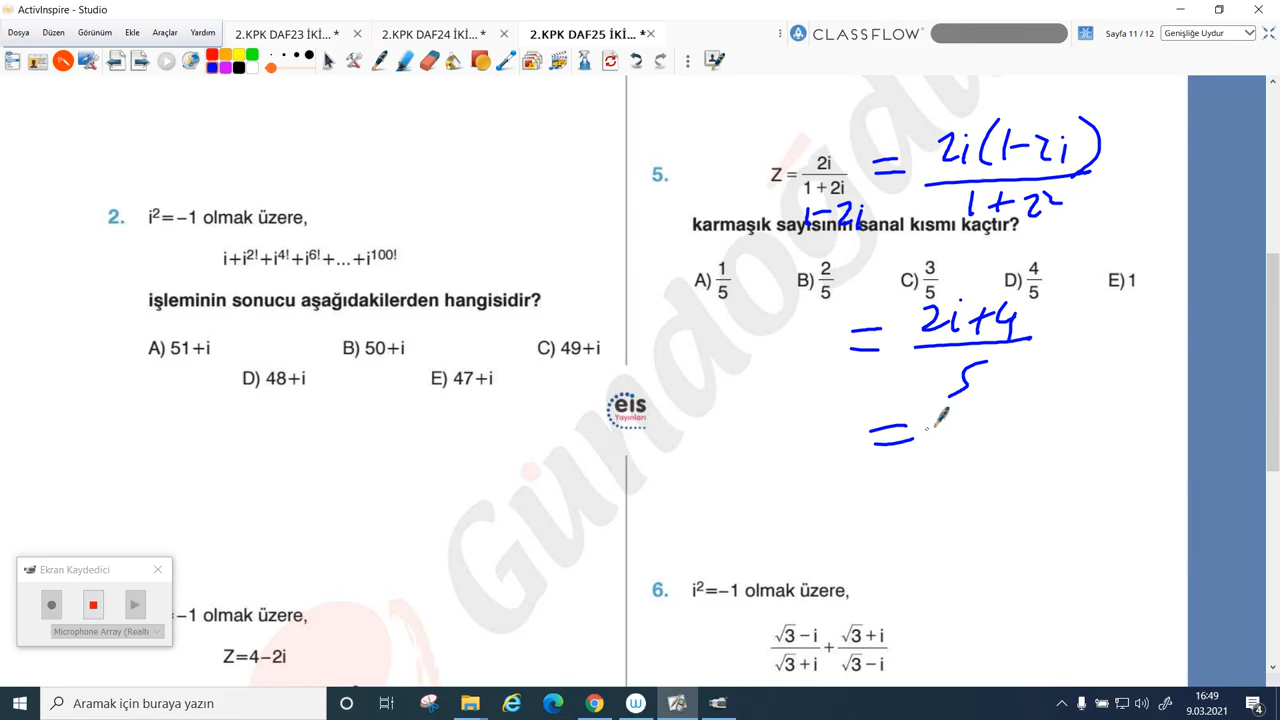 ActivInspire - Studio
Dosya Düzen Görünüm Ekle Araçlar Yardım
2.KPK DAF23 İKİ... *
2.KPK DAF24 İKİ... *
2.KPK DAF25 İKİ... *
CLASSFLOW
Sayfa 11 / 12
Genişliğe Uydur
2. i²=−1 olmak üzere,
i+i^2!+i^4!+i^6!+...+i^100!
işleminin sonucu aşağıdakilerden hangisidir?
A) 51+i B) 50+i C) 49+i
D) 48+i E) 47+i
=−1 olmak üzere,
Z=4−2i
eis
Yayınları
Gündoğdu
5. Z = 2i / 1 + 2i = 2i(1-2i) / 1+2²
1-2i
karmaşık sayısının sanal kısmı kaçtır?
A) 1/5 B) 2/5 C) 3/5 D) 4/5 E) 1
= 2i+4 / 5
=
6. i²=−1 olmak üzere,
√3 − i / √3 + i + √3 + i / √3 − i
Ekran Kaydedici
Microphone Array (Realte
Aramak için buraya yazın
16:49
9.03.2021
4